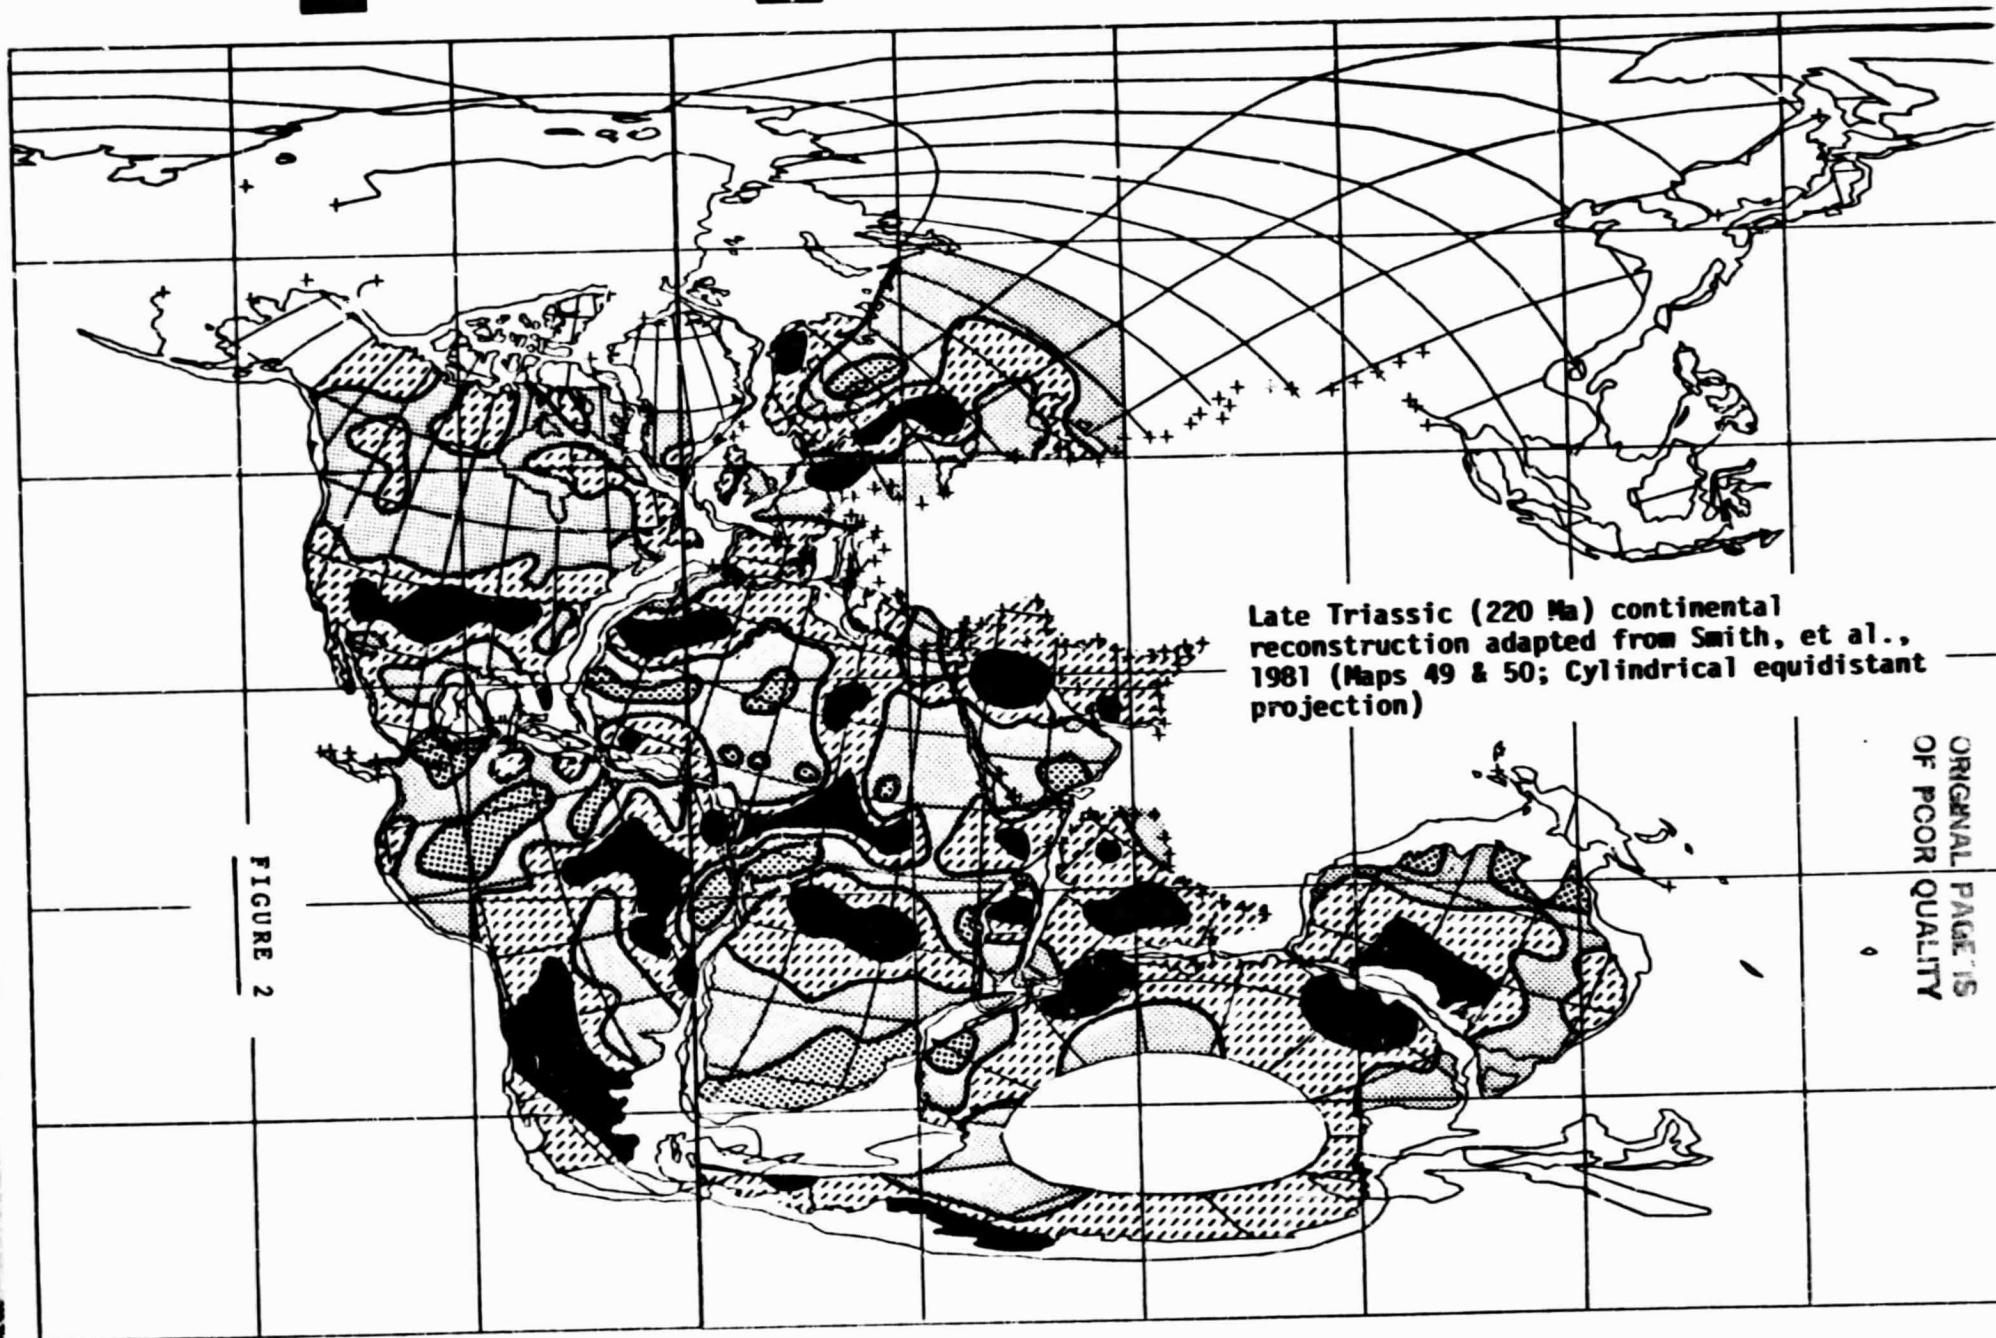 Late Triassic (220 Ma) continental
reconstruction adapted from Smith, et al.,
1981 (Maps 49 & 50; Cylindrical equidistant
projection)
FIGURE 2
ORIGINAL PAGE IS
OF POOR QUALITY